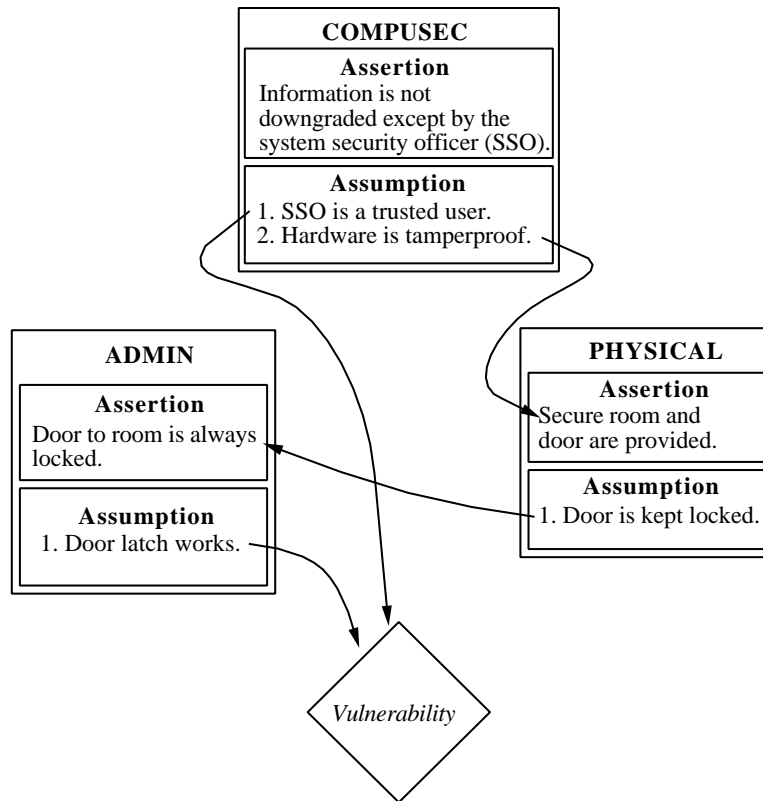 COMPUSEC
Assertion
Information is not
downgraded except by the
system security officer (SSO).
Assumption
1. SSO is a trusted user.
2. Hardware is tamperproof.
ADMIN
Assertion
Door to room is always
locked.
Assumption
1. Door latch works.
PHYSICAL
Assertion
Secure room and
door are provided.
Assumption
1. Door is kept locked.
Vulnerability